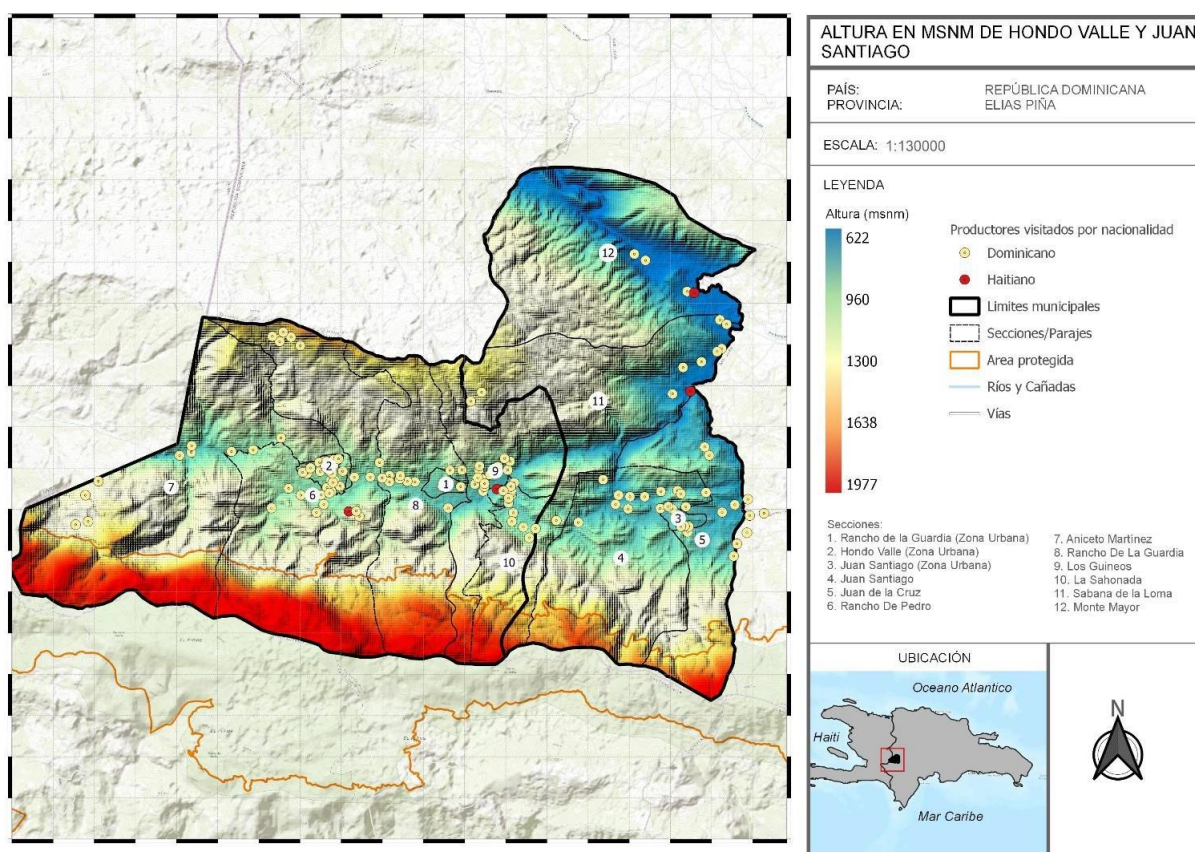 ALTURA EN MSNM DE HONDO VALLE Y JUAN
SANTIAGO
PAÍS: REPÚBLICA DOMINICANA
PROVINCIA: ELIAS PIÑA
ESCALA: 1:130000
LEYENDA
Altura (msnm)
622
960
1300
1638
1977
Productores visitados por nacionalidad
Dominicano
Haitiano
Limites municipales
Secciones/Parajes
Area protegida
Ríos y Cañadas
Vías
Secciones:
1. Rancho de la Guardia (Zona Urbana)
2. Hondo Valle (Zona Urbana)
3. Juan Santiago (Zona Urbana)
4. Juan Santiago
5. Juan de la Cruz
6. Rancho De Pedro
7. Aniceto Martinez
8. Rancho De La Guardia
9. Los Guineos
10. La Sahonada
11. Sabana de la Loma
12. Monte Mayor
UBICACIÓN
Oceano Atlantico
Haiti
Mar Caribe
N
12
11
2
9
1
7
6
8
3
5
4
10